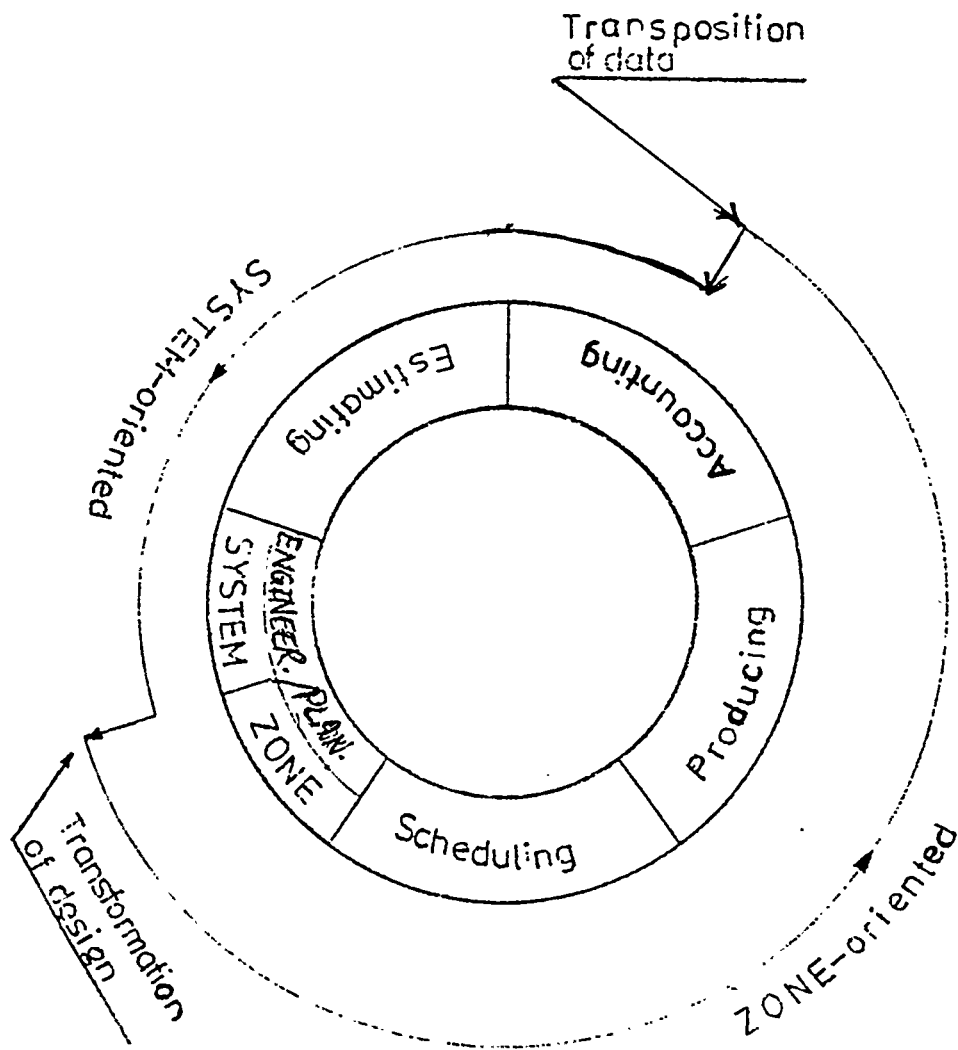 Transposition
of data
SYSTEM-oriented
Estimating
Accounting
SYSTEM
ENGINEER./PLAN.
ZONE
Producing
Scheduling
Transformation
of design
ZONE-oriented